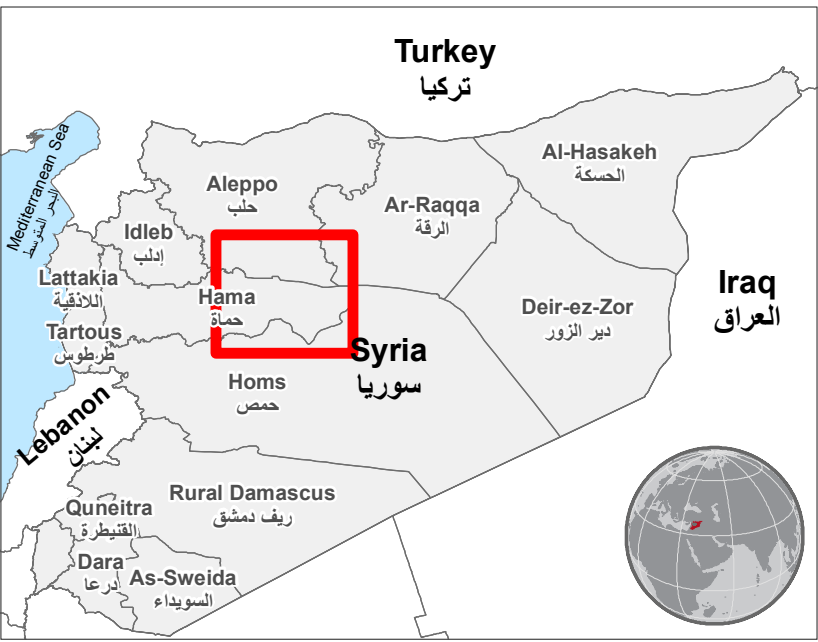 Turkey
تركيا
Mediterranean Sea
البحر المتوسط
Al-Hasakeh
الحسكة
Aleppo
حلب
Ar-Raqqa
الرقة
Idleb
إدلب
Lattakia
اللاذقية
Hama
حماة
Iraq
العراق
Deir-ez-Zor
دير الزور
Tartous
طرطوس
Syria
سوريا
Homs
حمص
Lebanon
لبنان
Rural Damascus
ريف دمشق
Quneitra
القنيطرة
Dara
درعا
As-Sweida
السويداء